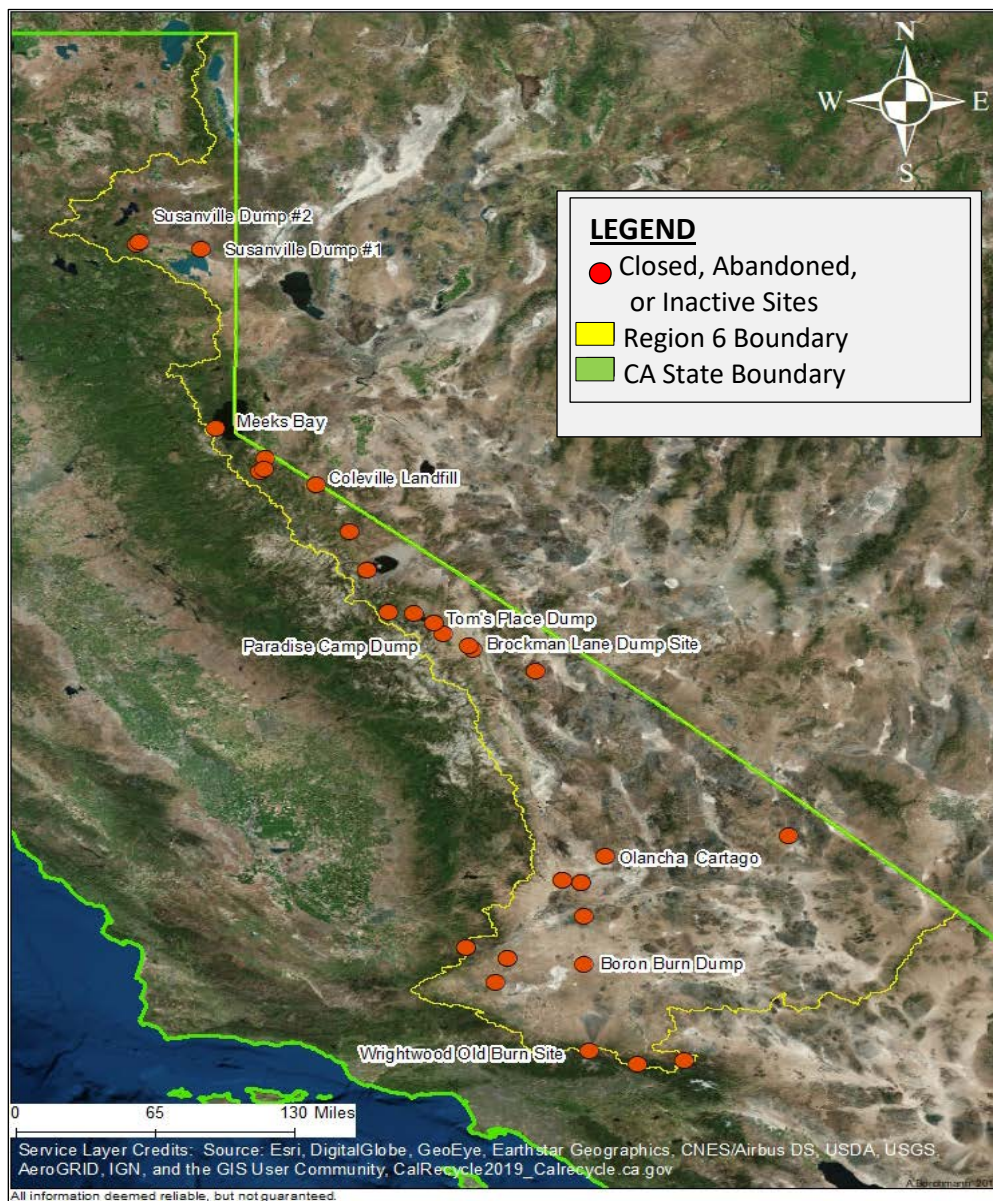 N
W E
S
Susanville Dump #2
Susanville Dump #1
LEGEND
Closed, Abandoned,
or Inactive Sites
Region 6 Boundary
CA State Boundary
Meeks Bay
Coleville Landfill
Tom's Place Dump
Paradise Camp Dump
Brockman Lane Dump Site
Olancha Cartago
Boron Burn Dump
Wrightwood Old Burn Site
0 65 130 Miles
Service Layer Credits: Source: Esri, DigitalGlobe, GeoEye, Earthstar Geographics, CNES/Airbus DS, USDA, USGS,
AeroGRID, IGN, and the GIS User Community, CalRecycle2019_Calrecycle.ca.gov
All information deemed reliable, but not guaranteed.